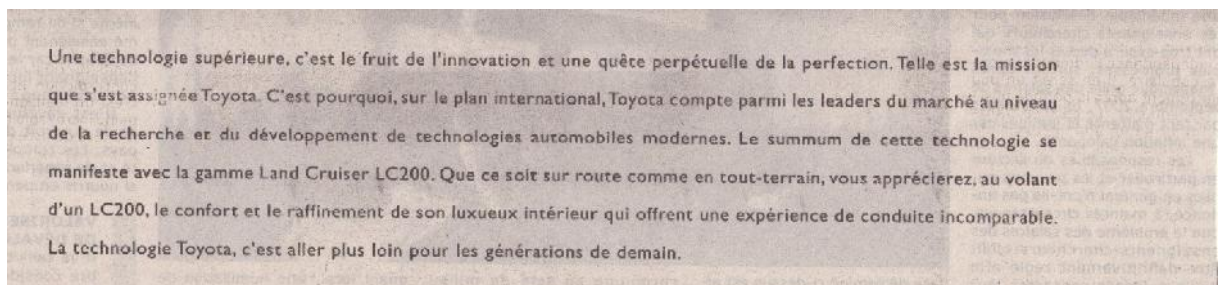 Une technologie supérieure, c'est le fruit de l'innovation et une quête perpétuelle de la perfection. Telle est la mission
que s'est assignée Toyota. C'est pourquoi, sur le plan international, Toyota compte parmi les leaders du marché au niveau
de la recherche et du développement de technologies automobiles modernes. Le summum de cette technologie se
manifeste avec la gamme Land Cruiser LC200. Que ce soit sur route comme en tout-terrain, vous apprécierez, au volant
d'un LC200, le confort et le raffinement de son luxueux intérieur qui offrent une expérience de conduite incomparable.
La technologie Toyota, c'est aller plus loin pour les générations de demain.